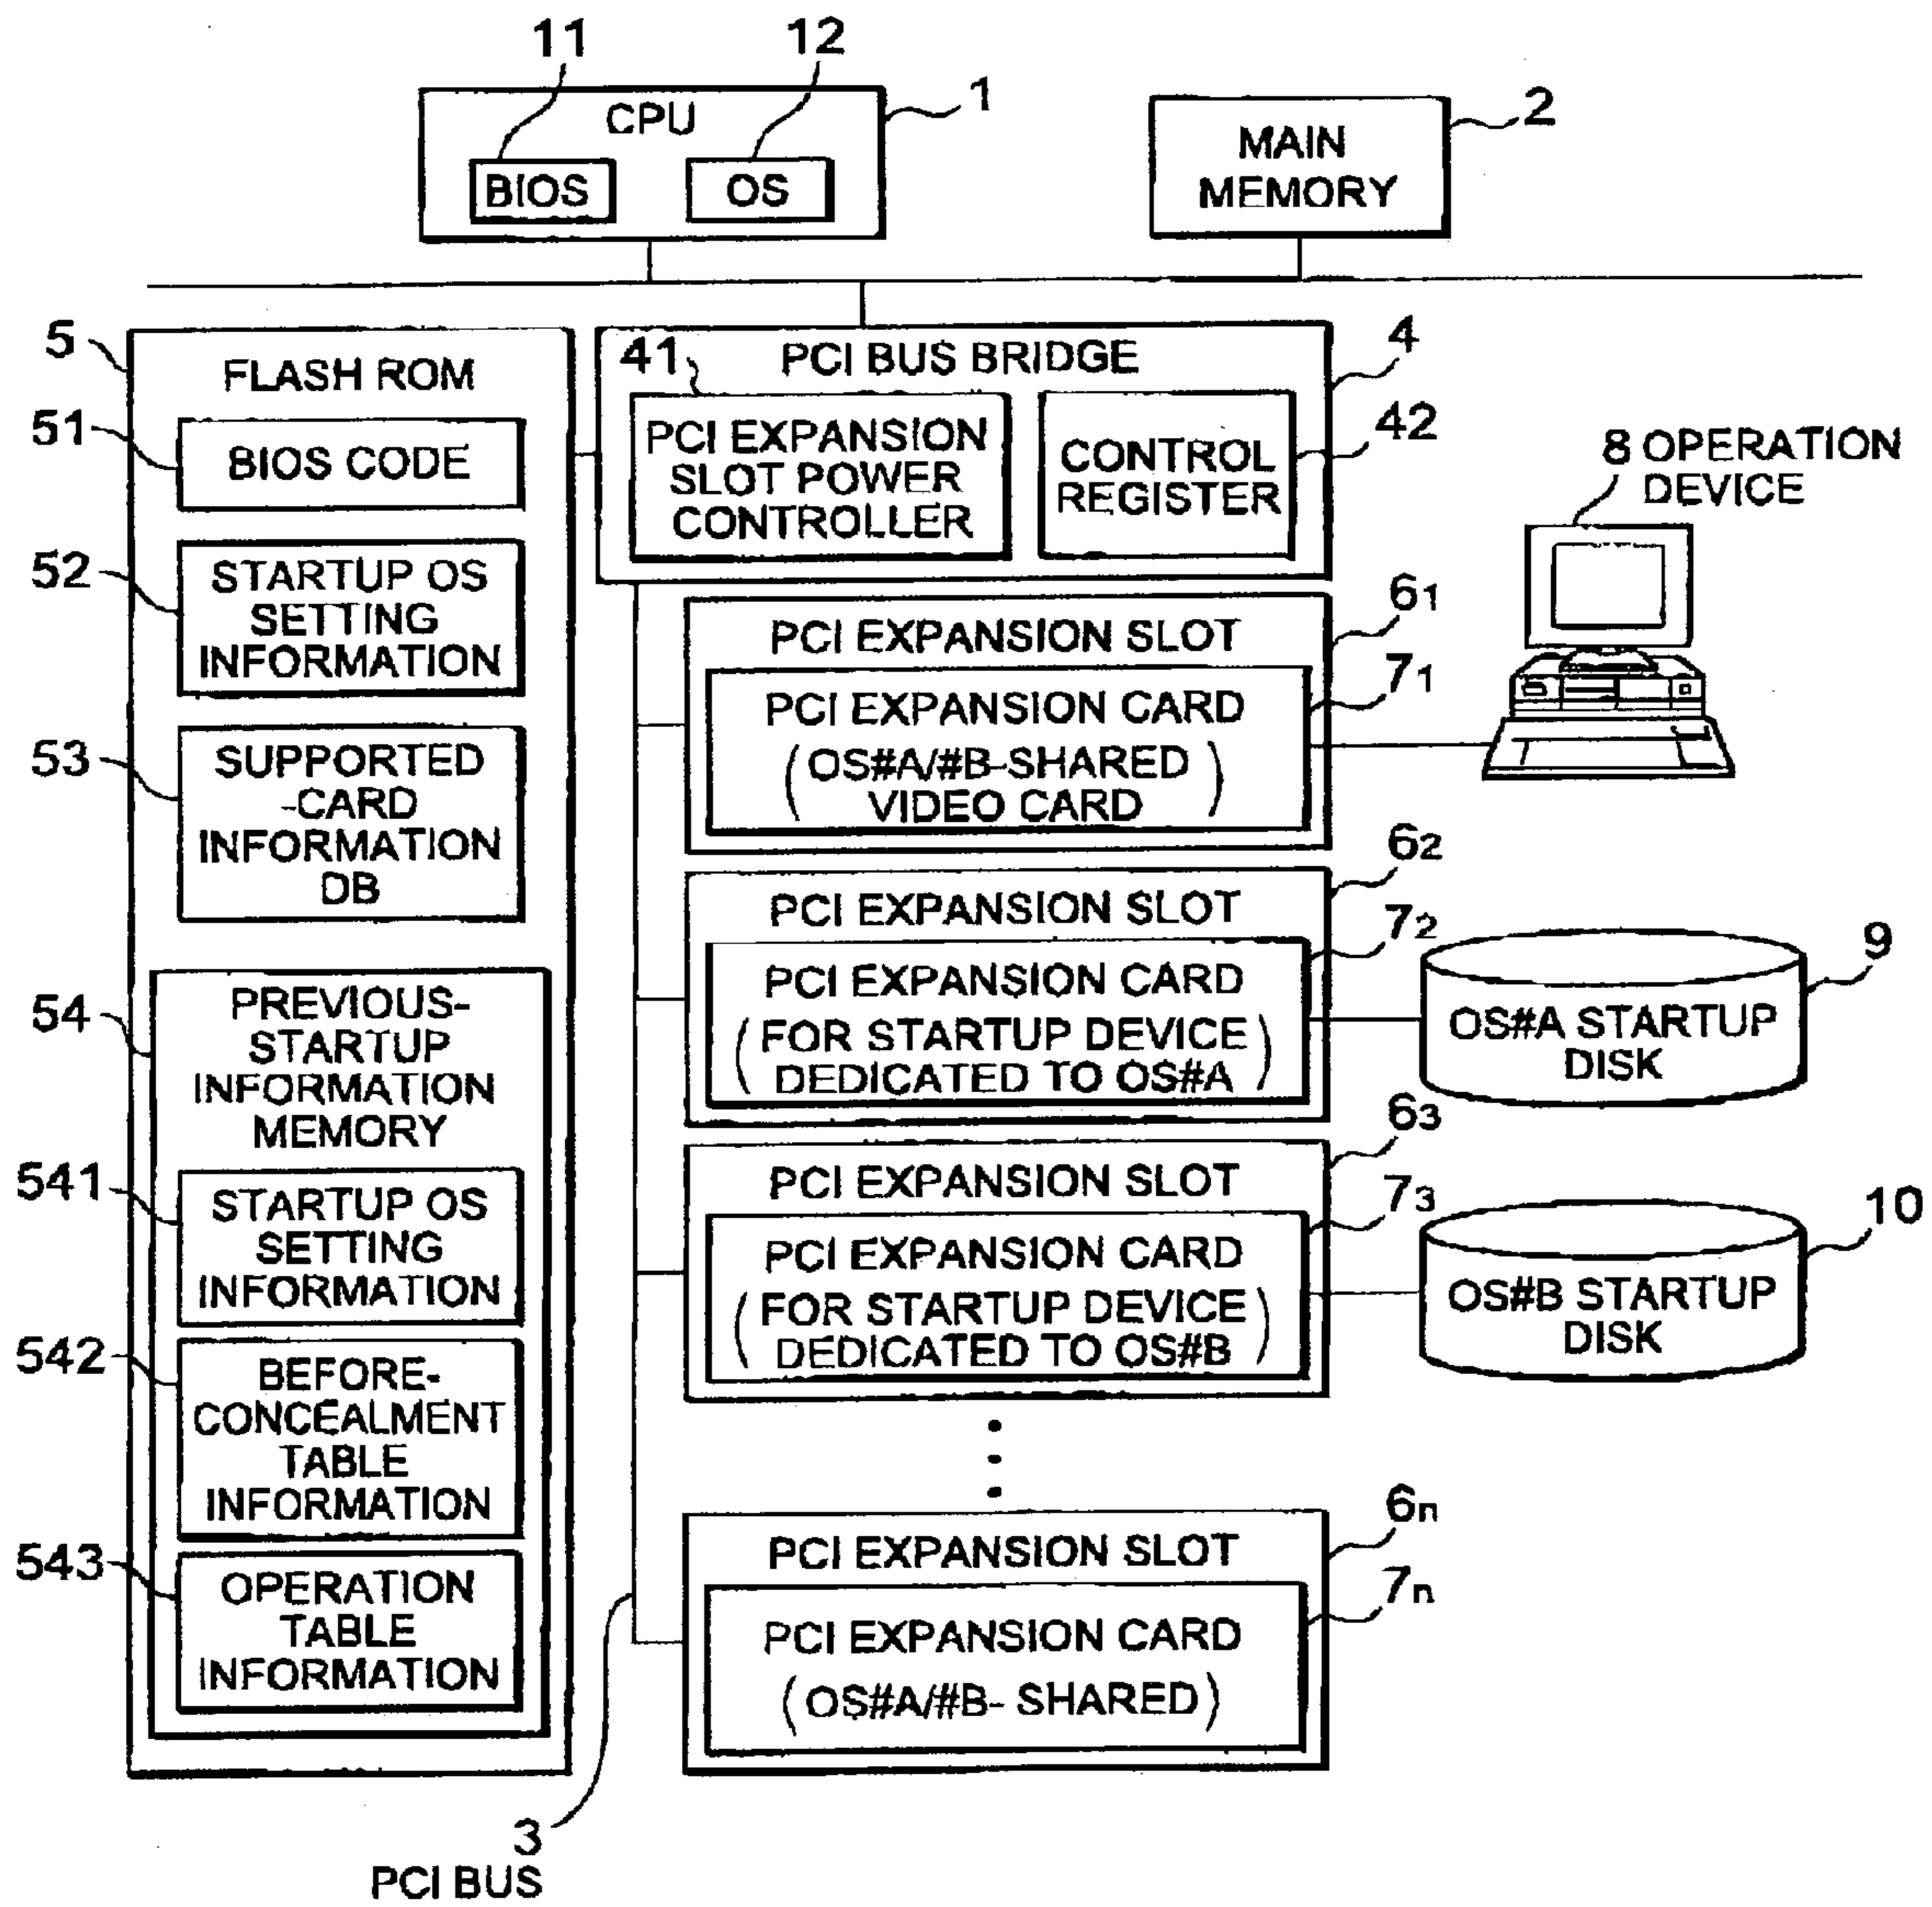 11
12
1
CPU
BIOS
OS
2
MAIN
MEMORY
5
FLASH ROM
51
BIOS CODE
52
STARTUP OS
SETTING
INFORMATION
53
SUPPORTED
-CARD
INFORMATION
DB
54
PREVIOUS-
STARTUP
INFORMATION
MEMORY
541
STARTUP OS
SETTING
INFORMATION
542
BEFORE-
CONCEALMENT
TABLE
INFORMATION
543
OPERATION
TABLE
INFORMATION
4
PCI BUS BRIDGE
41
PCI EXPANSION
SLOT POWER
CONTROLLER
42
CONTROL
REGISTER
8 OPERATION
DEVICE
61
PCI EXPANSION SLOT
71
PCI EXPANSION CARD
(OS#A/#B-SHARED
VIDEO CARD)
62
PCI EXPANSION SLOT
72
PCI EXPANSION CARD
(FOR STARTUP DEVICE
DEDICATED TO OS#A)
9
OS#A STARTUP
DISK
63
PCI EXPANSION SLOT
73
PCI EXPANSION CARD
(FOR STARTUP DEVICE
DEDICATED TO OS#B)
10
OS#B STARTUP
DISK
6n
PCI EXPANSION SLOT
7n
PCI EXPANSION CARD
(OS#A/#B- SHARED)
3
PCI BUS